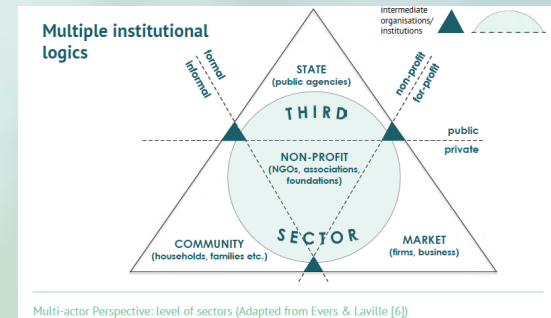 Multiple institutional
logics
intermediate
organisations/
institutions
formal
informal
non-profit
for-profit
STATE
(public agencies)
THIRD
public
private
NON-PROFIT
(NGOs, associations,
foundations)
SECTOR
COMMUNITY
(households, families etc.)
MARKET
(firms, business)
Multi-actor Perspective: level of sectors (Adapted from Evers & Laville [6])